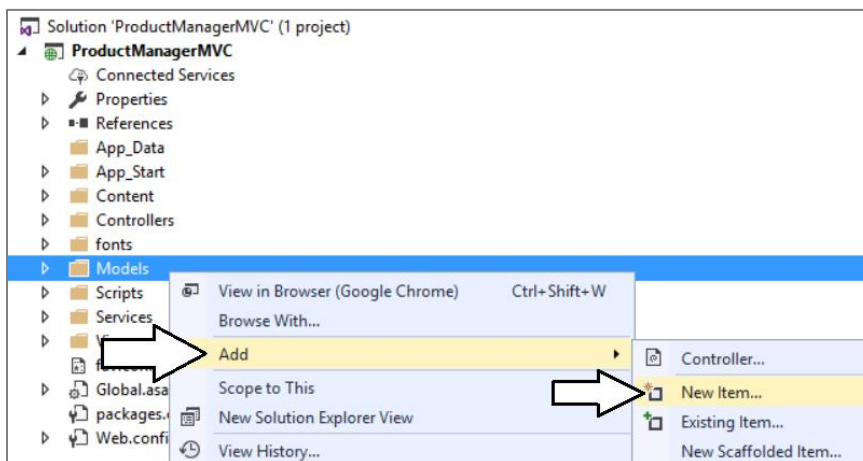 Solution 'ProductManagerMVC' (1 project)
ProductManagerMVC
Connected Services
Properties
References
App_Data
App_Start
Content
Controllers
fonts
Models
Scripts
Services
Global.asa
packages.
Web.confi
View in Browser (Google Chrome) Ctrl+Shift+W
Browse With...
Add
Scope to This
New Solution Explorer View
View History...
Controller...
New Item...
Existing Item...
New Scaffolded Item...